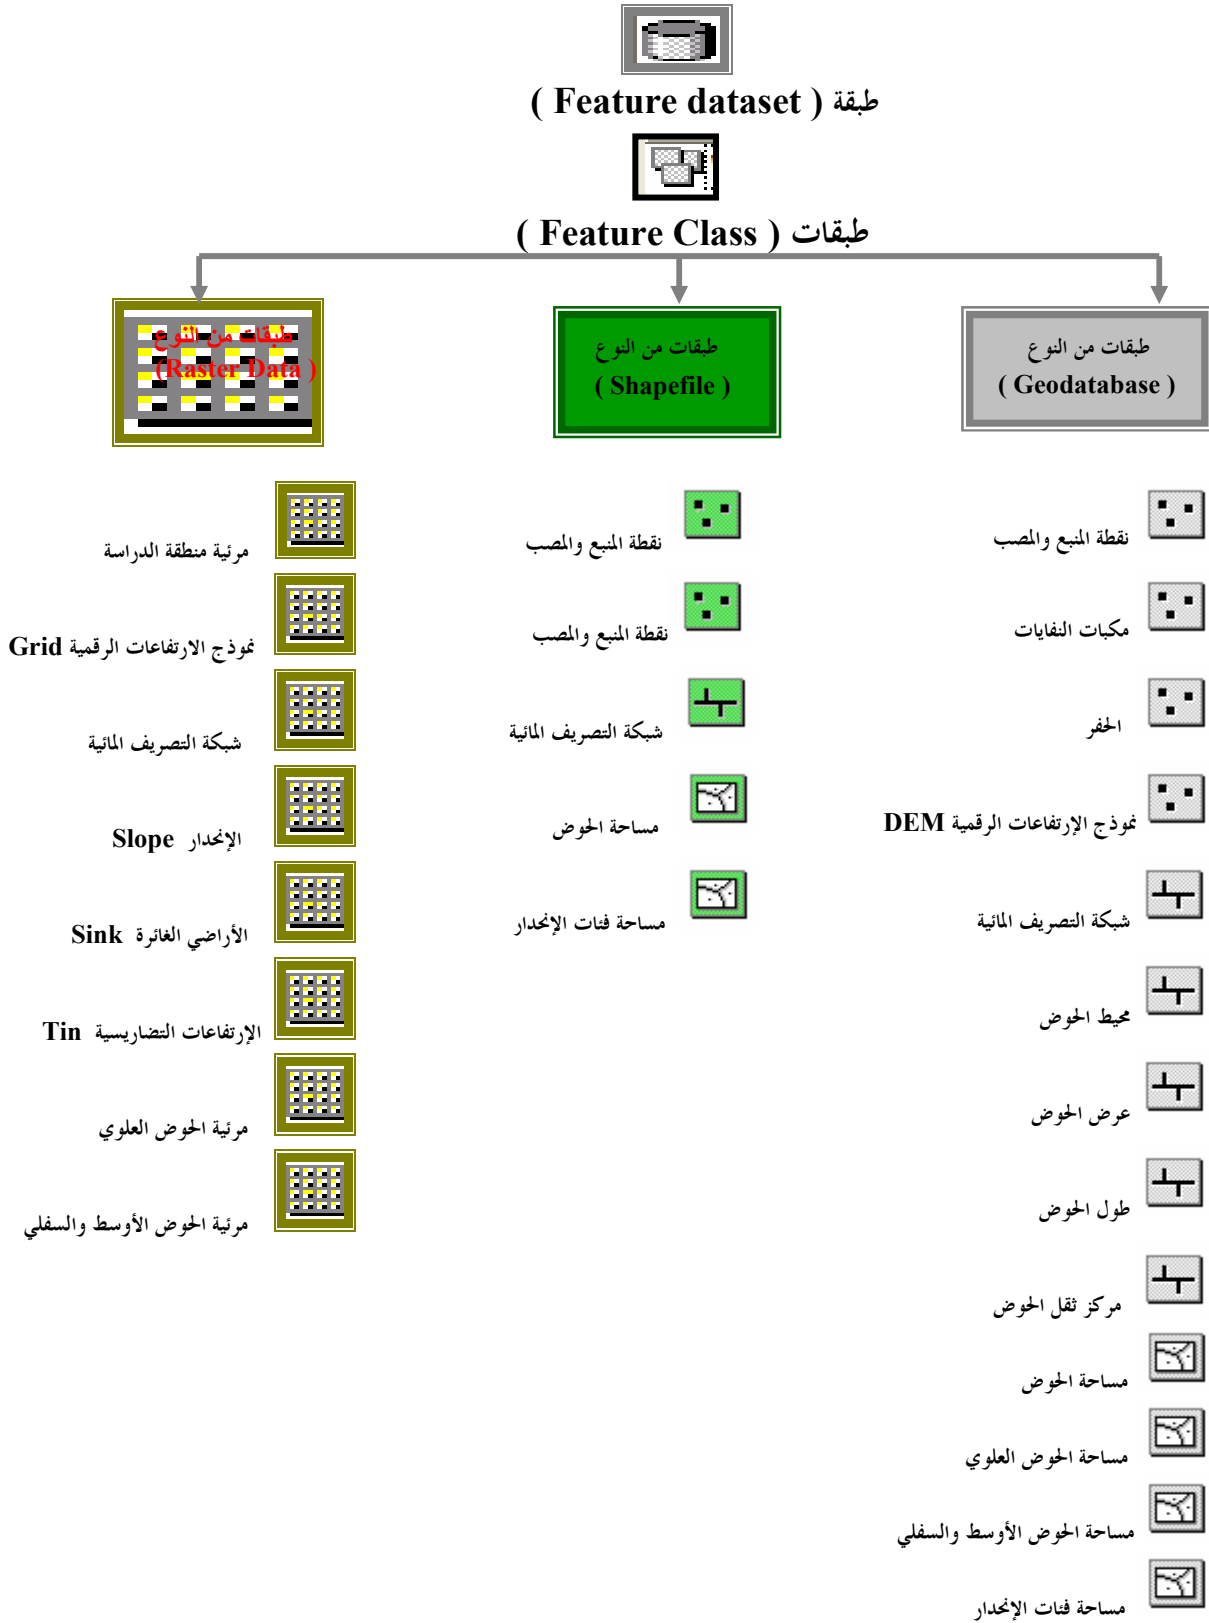 طبقة ( Feature dataset )
طبقات ( Feature Class )
طبقات من النوع
( Geodatabase )
نقطة المنبع والمصب
مكبات النفايات
الحفر
نموذج الإرتفاعات الرقمية DEM
شبكة التصريف المائية
محيط الحوض
عرض الحوض
طول الحوض
مركز ثقل الحوض
مساحة الحوض
مساحة الحوض العلوي
مساحة الحوض الأوسط والسفلي
مساحة فئات الإنحدار
طبقات من النوع
( Shapefile )
نقطة المنبع والمصب
نقطة المنبع والمصب
شبكة التصريف المائية
مساحة الحوض
مساحة فئات الإنحدار
طبقات من النوع
(Raster Data )
مرئية منطقة الدراسة
نموذج الارتفاعات الرقمية Grid
شبكة التصريف المائية
الإنحدار Slope
الأراضي الغائرة Sink
الإرتفاعات التضاريسية Tin
مرئية الحوض العلوي
مرئية الحوض الأوسط والسفلي